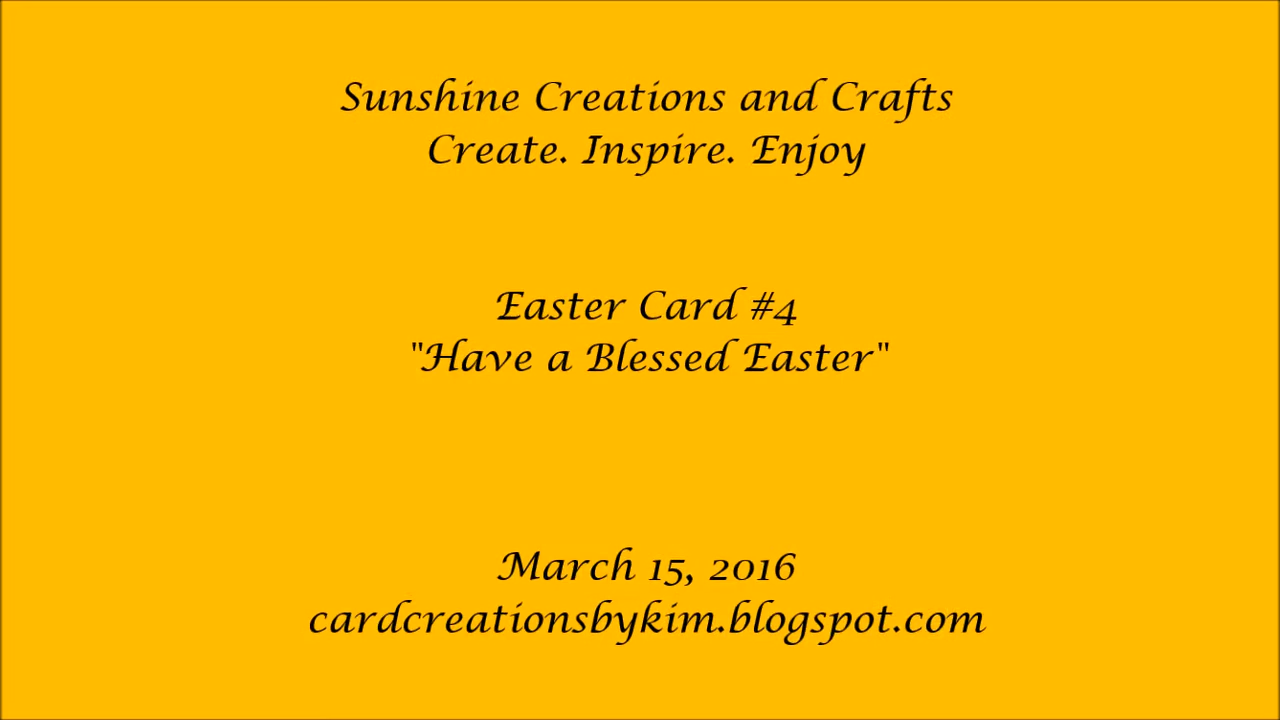 Sunshine Creations and Crafts
Create. Inspire. Enjoy
Easter Card #4
"Have a Blessed Easter"
March 15, 2016
cardcreationsbykim.blogspot.com